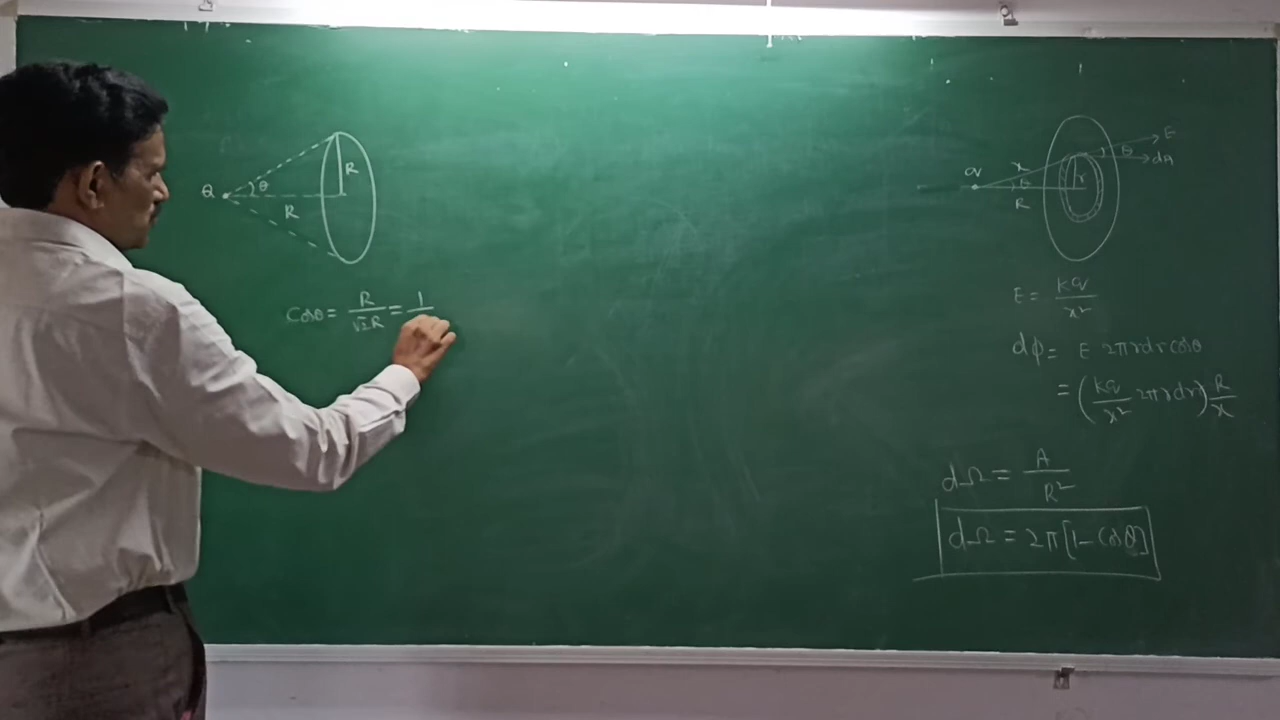 Q θ R
R
cosθ = R/√2R = 1/
q x θ r E θ dA
R
E = kq/x²
dϕ = E 2πrdr cosθ
= (kq/x² 2πrdr) R/x
dΩ = A/R²
dΩ = 2π[1-cosθ]